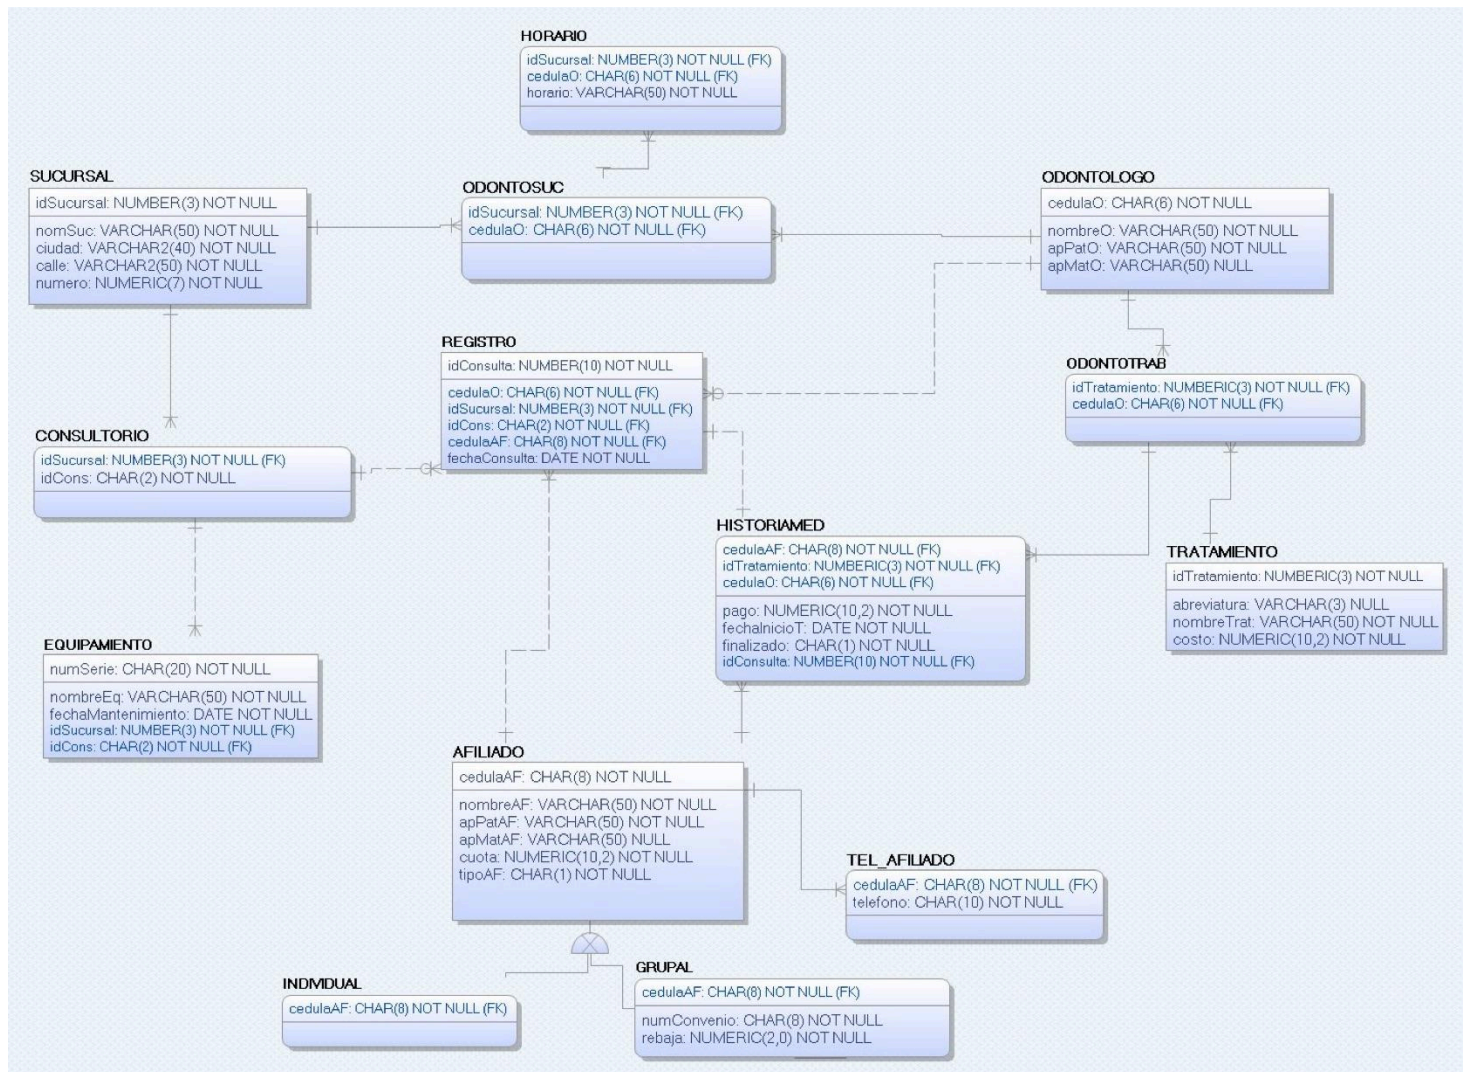 HORARIO
idSucursal: NUMBER(3) NOT NULL (FK)
cedulaO: CHAR(6) NOT NULL (FK)
horario: VARCHAR(50) NOT NULL
SUCURSAL
idSucursal: NUMBER(3) NOT NULL
nomSuc: VARCHAR(50) NOT NULL
ciudad: VARCHAR2(40) NOT NULL
calle: VARCHAR2(50) NOT NULL
numero: NUMERIC(7) NOT NULL
ODONTOSUC
idSucursal: NUMBER(3) NOT NULL (FK)
cedulaO: CHAR(6) NOT NULL (FK)
ODONTOLOGO
cedulaO: CHAR(6) NOT NULL
nombreO: VARCHAR(50) NOT NULL
apPatO: VARCHAR(50) NOT NULL
apMatO: VARCHAR(50) NULL
REGISTRO
idConsulta: NUMBER(10) NOT NULL
cedulaO: CHAR(6) NOT NULL (FK)
idSucursal: NUMBER(3) NOT NULL (FK)
idCons: CHAR(2) NOT NULL (FK)
cedulaAF: CHAR(8) NOT NULL (FK)
fechaConsulta: DATE NOT NULL
ODONTOTRAB
idTratamiento: NUMBERIC(3) NOT NULL (FK)
cedulaO: CHAR(6) NOT NULL (FK)
CONSULTORIO
idSucursal: NUMBER(3) NOT NULL (FK)
idCons: CHAR(2) NOT NULL
HISTORIAMED
cedulaAF: CHAR(8) NOT NULL (FK)
idTratamiento: NUMBERIC(3) NOT NULL (FK)
cedulaO: CHAR(6) NOT NULL (FK)
pago: NUMERIC(10,2) NOT NULL
fechaInicioT: DATE NOT NULL
finalizado: CHAR(1) NOT NULL
idConsulta: NUMBER(10) NOT NULL (FK)
TRATAMIENTO
idTratamiento: NUMBERIC(3) NOT NULL
abreviatura: VARCHAR(3) NULL
nombreTrat: VARCHAR(50) NOT NULL
costo: NUMERIC(10,2) NOT NULL
EQUIPAMIENTO
numSerie: CHAR(20) NOT NULL
nombreEq: VARCHAR(50) NOT NULL
fechaMantenimiento: DATE NOT NULL
idSucursal: NUMBER(3) NOT NULL (FK)
idCons: CHAR(2) NOT NULL (FK)
AFILIADO
cedulaAF: CHAR(8) NOT NULL
nombreAF: VARCHAR(50) NOT NULL
apPatAF: VARCHAR(50) NOT NULL
apMatAF: VARCHAR(50) NULL
cuota: NUMERIC(10,2) NOT NULL
tipoAF: CHAR(1) NOT NULL
TEL_AFILIADO
cedulaAF: CHAR(8) NOT NULL (FK)
telefono: CHAR(10) NOT NULL
INDIVIDUAL
cedulaAF: CHAR(8) NOT NULL (FK)
GRUPAL
cedulaAF: CHAR(8) NOT NULL (FK)
numConvenio: CHAR(8) NOT NULL
rebaja: NUMERIC(2,0) NOT NULL